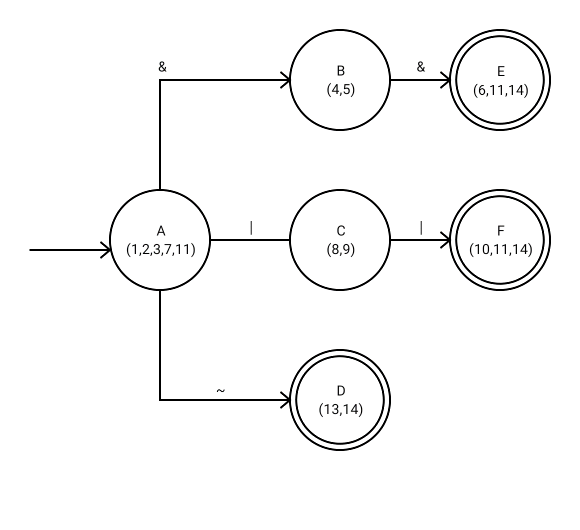 &
B
(4,5)
&
E
(6,11,14)
A
(1,2,3,7,11)
|
C
(8,9)
|
F
(10,11,14)
~
D
(13,14)